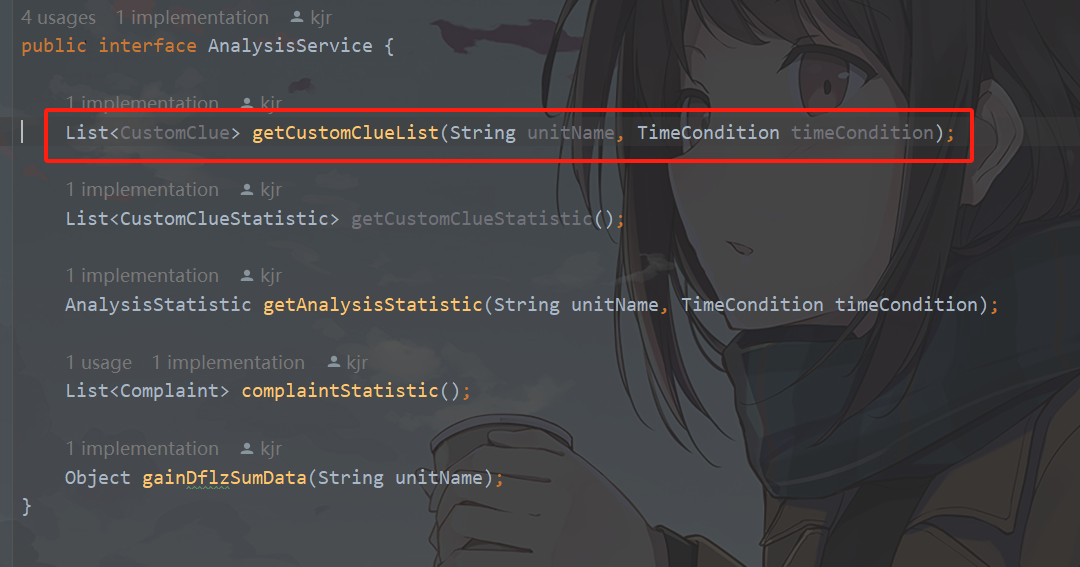 4 usages 1 implementation kjr
public interface AnalysisService {
1 implementation kjr
List<CustomClue> getCustomClueList(String unitName, TimeCondition timeCondition);
1 implementation kjr
List<CustomClueStatistic> getCustomClueStatistic();
1 implementation kjr
AnalysisStatistic getAnalysisStatistic(String unitName, TimeCondition timeCondition);
1 usage 1 implementation kjr
List<Complaint> complaintStatistic();
1 implementation kjr
Object gainDflzSumData(String unitName);
}